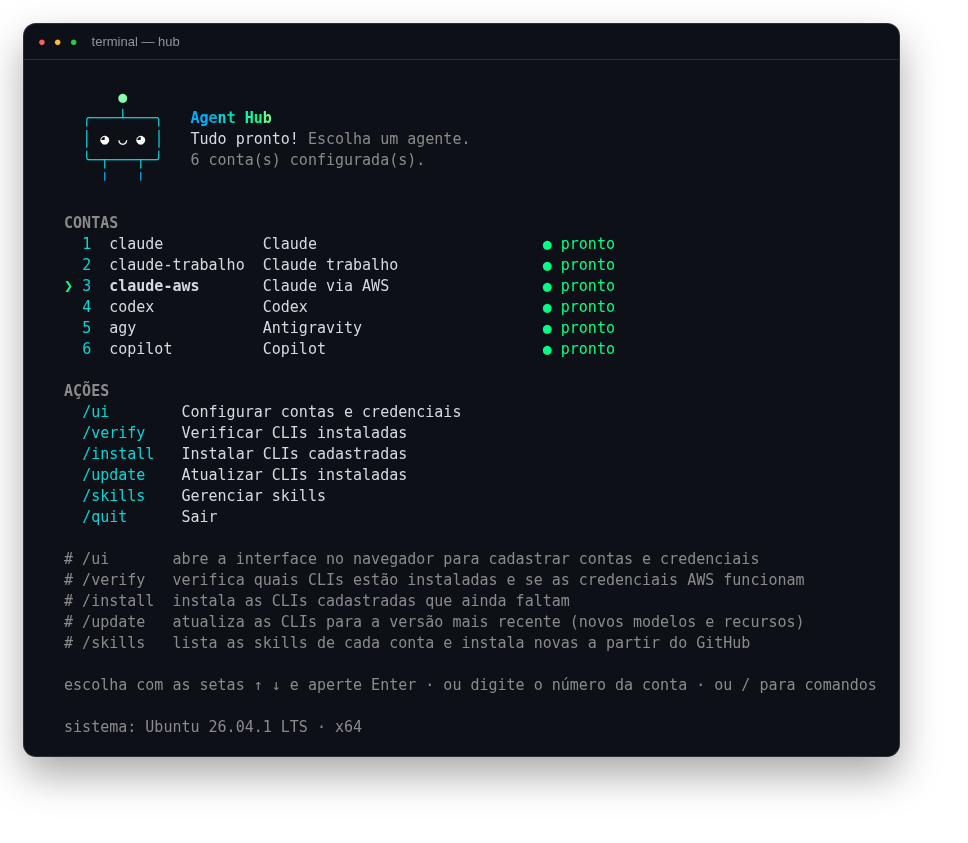 terminal — hub
Agent Hub
Tudo pronto! Escolha um agente.
6 conta(s) configurada(s).
CONTAS
1 claude Claude ● pronto
2 claude-trabalho Claude trabalho ● pronto
❯ 3 claude-aws Claude via AWS ● pronto
4 codex Codex ● pronto
5 agy Antigravity ● pronto
6 copilot Copilot ● pronto
AÇÕES
/ui Configurar contas e credenciais
/verify Verificar CLIs instaladas
/install Instalar CLIs cadastradas
/update Atualizar CLIs instaladas
/skills Gerenciar skills
/quit Sair
# /ui abre a interface no navegador para cadastrar contas e credenciais
# /verify verifica quais CLIs estão instaladas e se as credenciais AWS funcionam
# /install instala as CLIs cadastradas que ainda faltam
# /update atualiza as CLIs para a versão mais recente (novos modelos e recursos)
# /skills lista as skills de cada conta e instala novas a partir do GitHub
escolha com as setas ↑ ↓ e aperte Enter · ou digite o número da conta · ou / para comandos
sistema: Ubuntu 26.04.1 LTS · x64